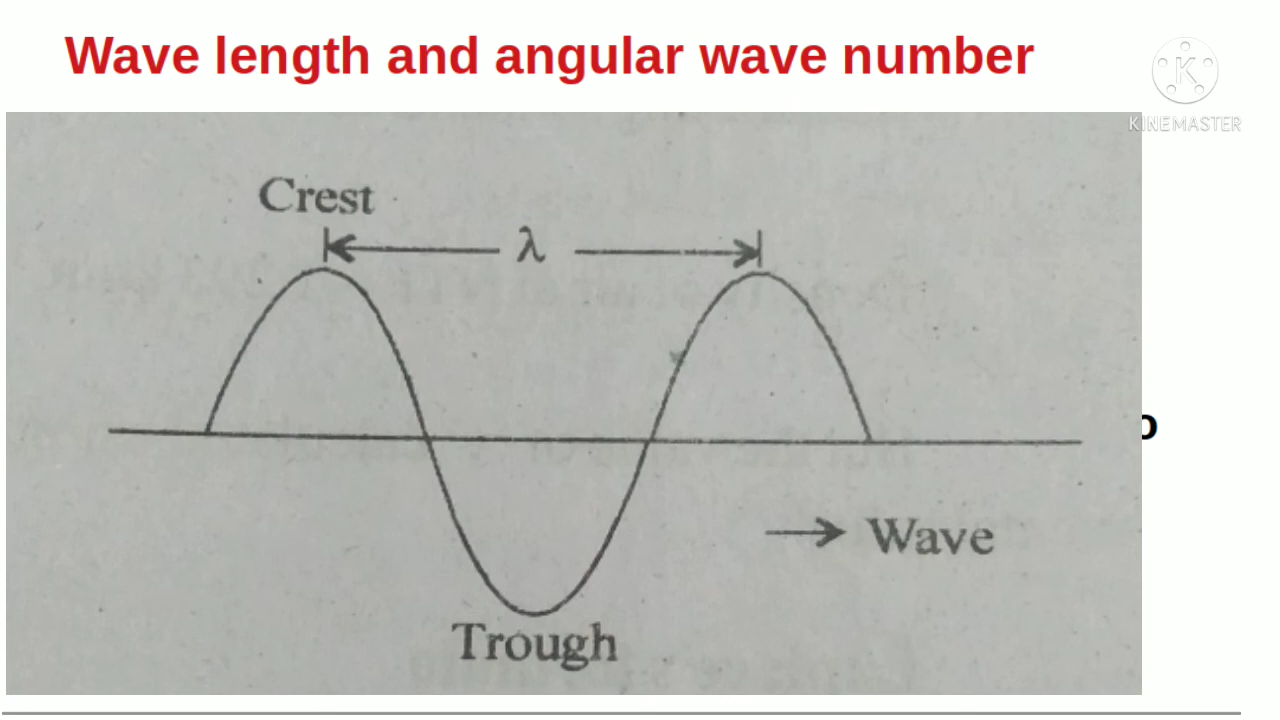 Wave length and angular wave number
K
KINEMASTER
Crest
λ
Wave
Trough